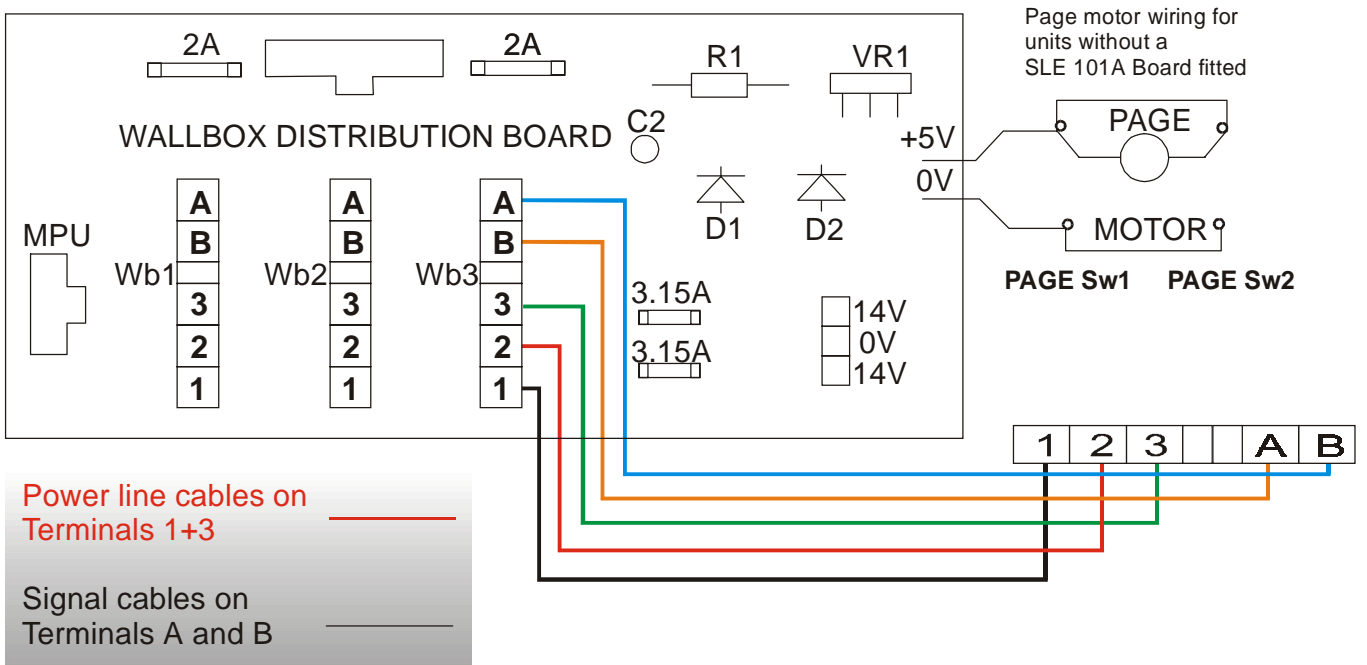 Page motor wiring for
units without a
SLE 101A Board fitted
2A
2A
R1
VR1
WALLBOX DISTRIBUTION BOARD
C2
+5V
0V
PAGE
MOTOR
PAGE Sw1
PAGE Sw2
D1
D2
MPU
Wb1
A
B
3
2
1
Wb2
A
B
3
2
1
Wb3
A
B
3
2
1
3.15A
3.15A
14V
0V
14V
1 2 3 A B
Power line cables on
Terminals 1+3
Signal cables on
Terminals A and B